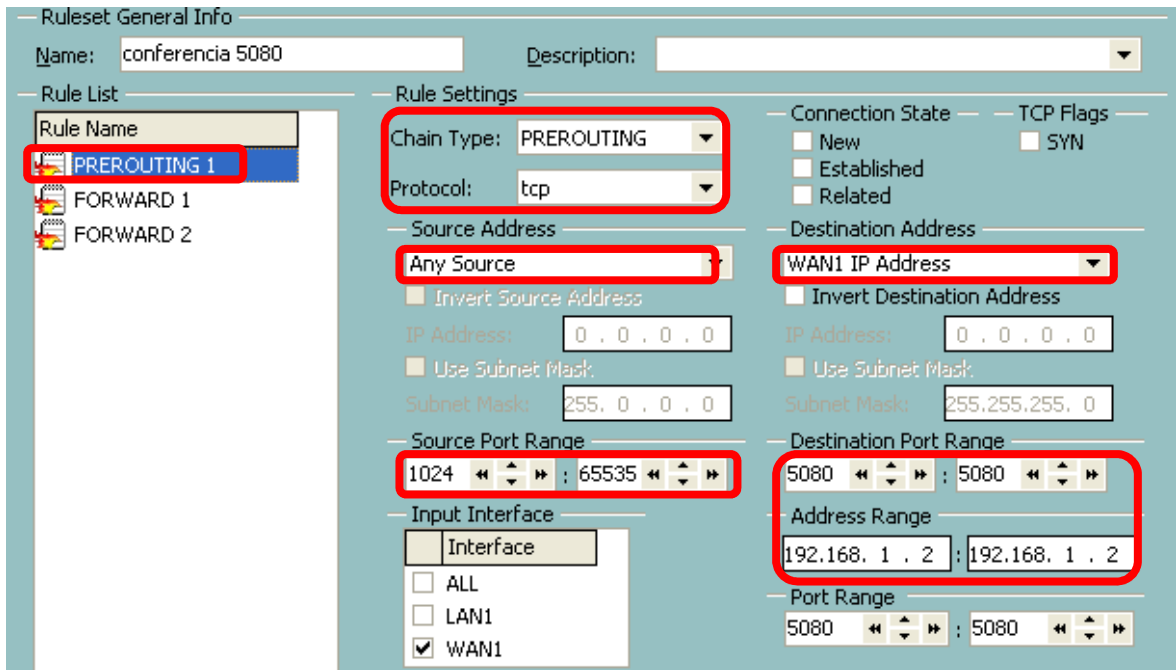 Ruleset General Info
Name: conferencia 5080 Description:
Rule List
Rule Name
PREROUTING 1
FORWARD 1
FORWARD 2
Rule Settings
Chain Type: PREROUTING
Protocol: tcp
Connection State
New
Established
Related
TCP Flags
SYN
Source Address
Any Source
Invert Source Address
IP Address: 0 . 0 . 0 . 0
Use Subnet Mask
Subnet Mask: 255. 0 . 0 . 0
Destination Address
WAN1 IP Address
Invert Destination Address
IP Address: 0 . 0 . 0 . 0
Use Subnet Mask
Subnet Mask: 255.255.255. 0
Source Port Range
1024 : 65535
Destination Port Range
5080 : 5080
Input Interface
Interface
ALL
LAN1
WAN1
Address Range
192.168. 1 . 2 : 192.168. 1 . 2
Port Range
5080 : 5080